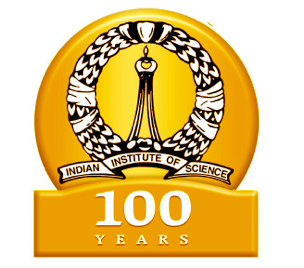 INDIAN INSTITUTE OF SCIENCE
100
YEARS